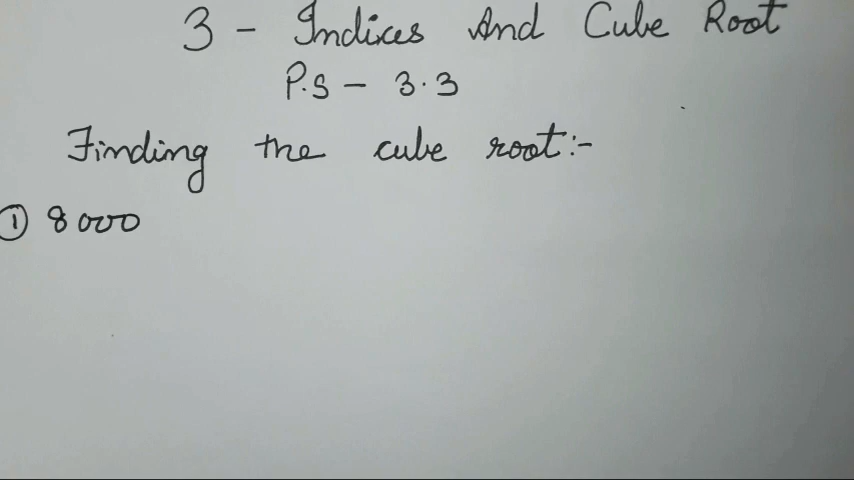 3 - Indices And Cube Root
P.S - 3.3
Finding the cube root:-
① 8000